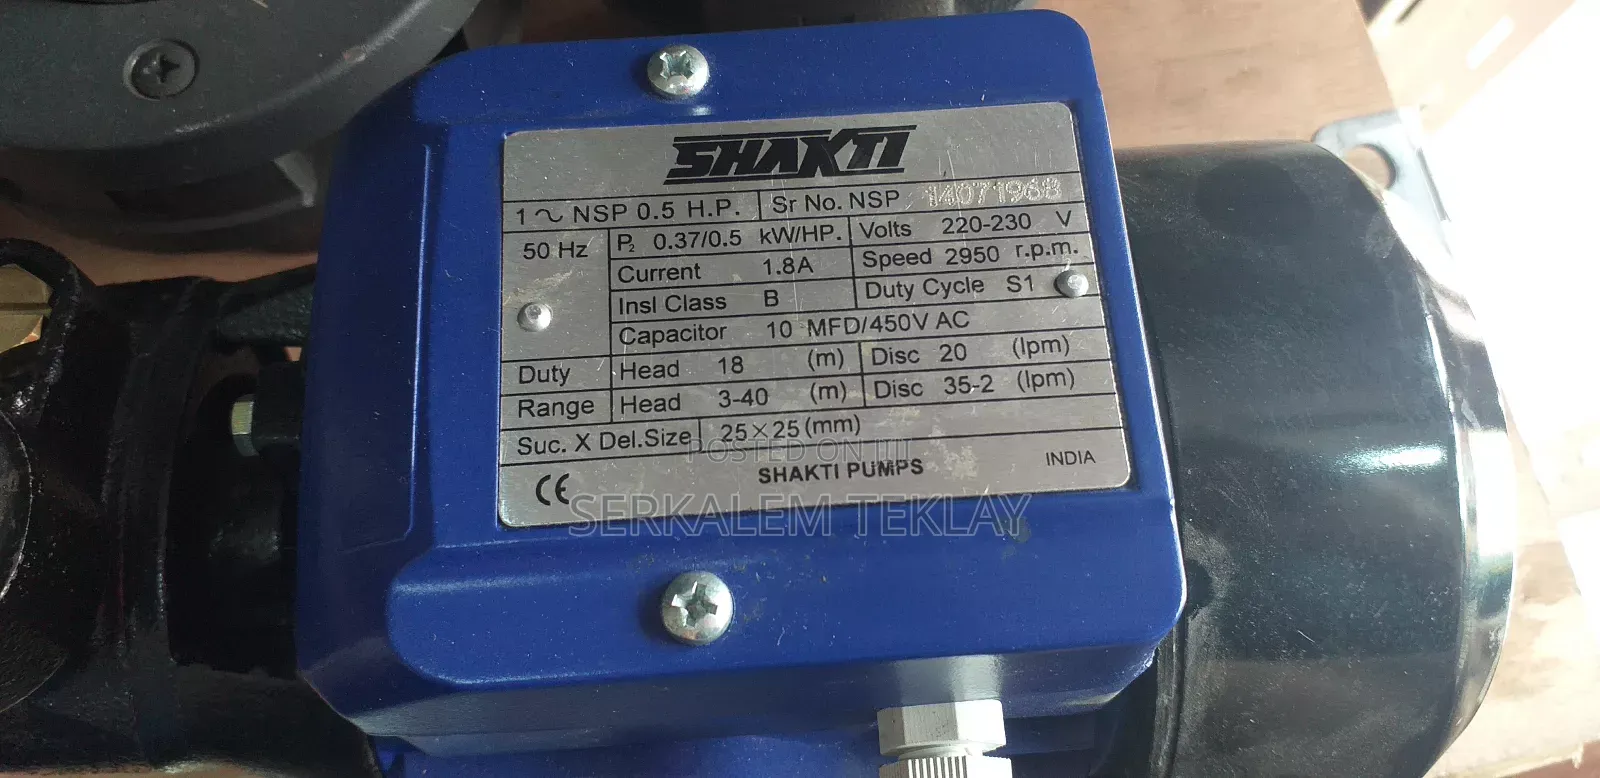 SHAKTI
1 ~ NSP 0.5 H.P. Sr No. NSP 14071968
50 Hz P2 0.37/0.5 kW/HP. Volts 220-230 V
Current 1.8A Speed 2950 r.p.m.
Insl Class B Duty Cycle S1
Capacitor 10 MFD/450V AC
Duty Head 18 (m) Disc 20 (lpm)
Range Head 3-40 (m) Disc 35-2 (lpm)
Suc. X Del.Size 25×25(mm)
POSTED ON
SHAKTI PUMPS INDIA
CE
SERKALEM TEKLAY